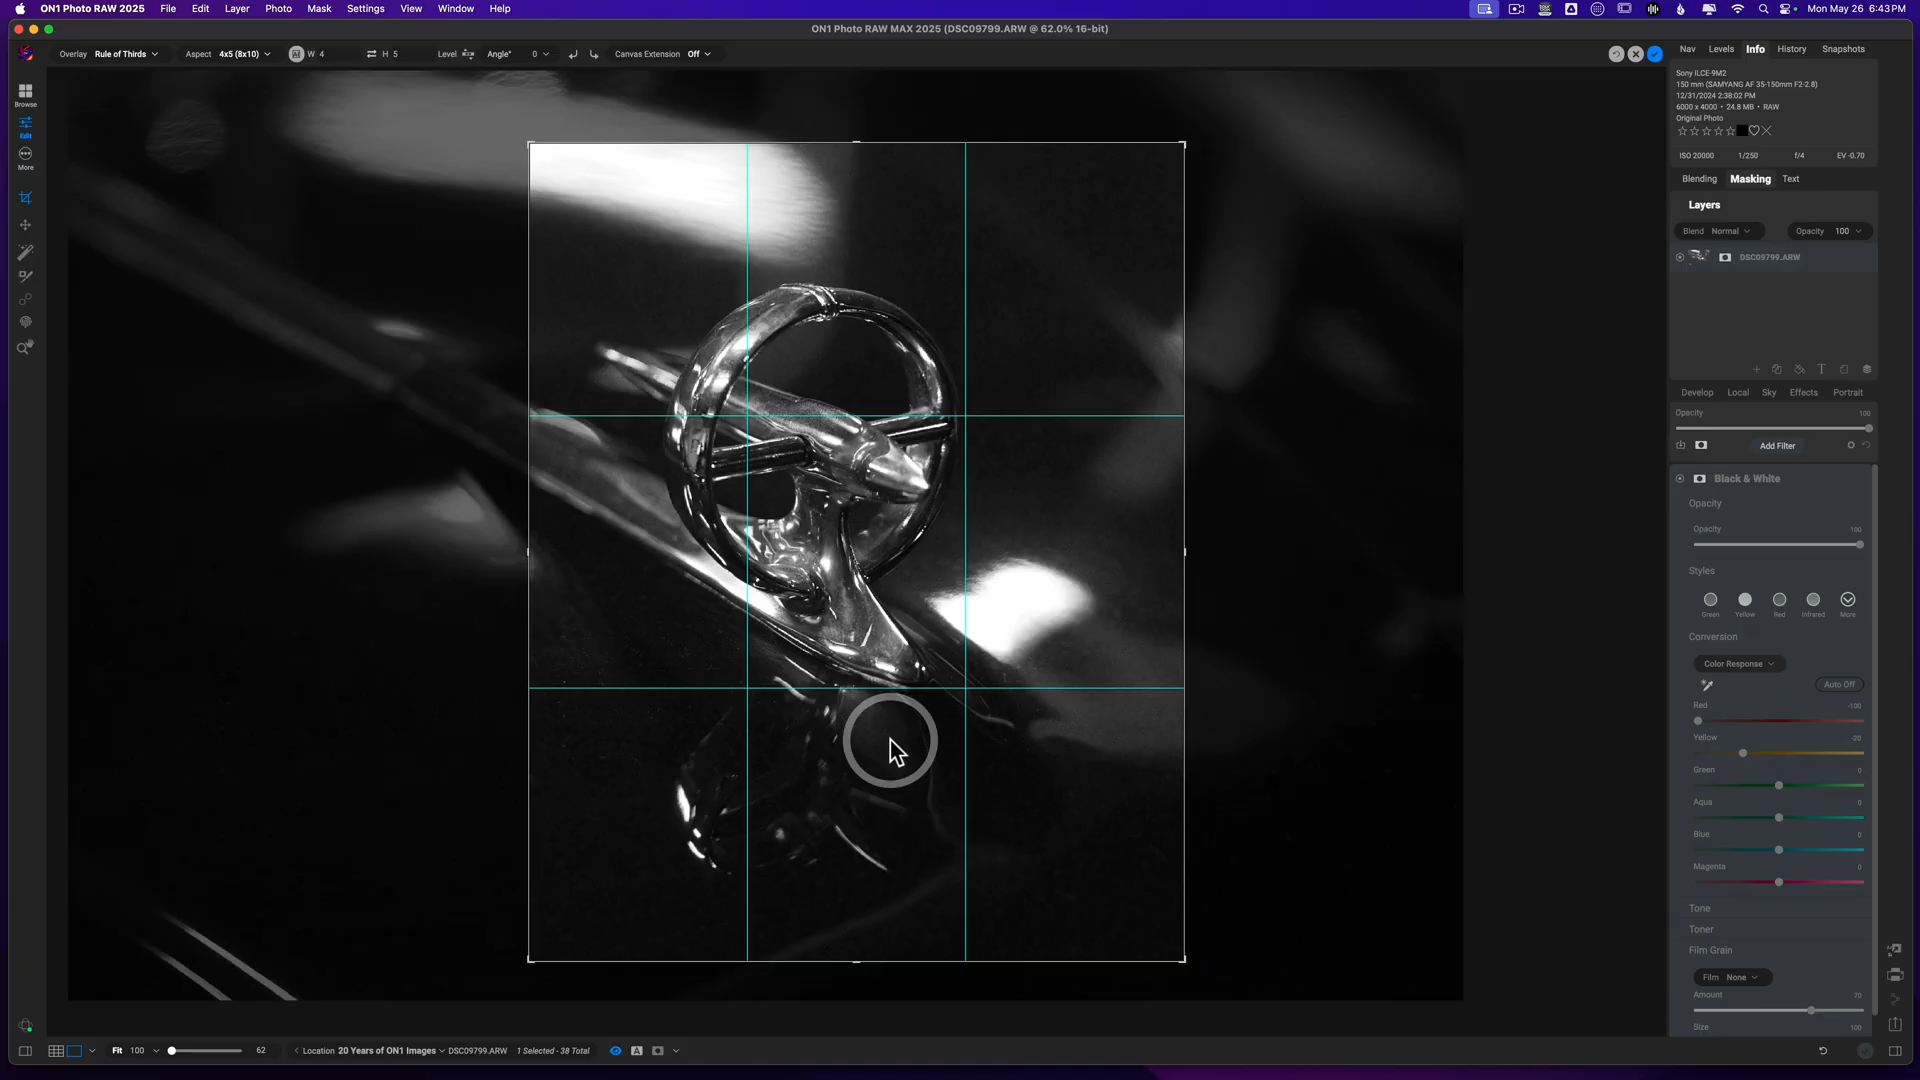 ON1 Photo RAW MAX 2025 File Edit Layer Photo Mask Settings View Window Help Mon May 26 6:43 PM
ON1 Photo RAW MAX 2025 (DSC09799.ARW @ 62.0% 16-bit)
Overlay Rule of Thirds Aspect 4x5 (8x10) W 4 H 5 Level Angle° 0 Canvas Extension Off
Nav Levels Info History Snapshots
Sony ILCE-9M2
150 mm (SAMYANG AF 35-150mm F2-2.8)
12/31/2024 2:38:02 PM
6000 x 4000 • 24.8 MB • RAW
Original Photo
ISO 20000 1/250 f/4 EV -0.70
Browse
Edit
More
Blending Masking Text
Layers
Blend Normal Opacity 100
DSC09799.ARW
Develop Local Sky Effects Portrait
Opacity 100
Add Filter
Black & White
Opacity
Opacity 100
Styles
Green Yellow Red Infrared More
Conversion
Color Response
Auto Off
Red -100
Yellow -20
Green 0
Aqua 0
Blue 0
Magenta 0
Tone
Toner
Film Grain
Film None
Amount 70
Size 100
Fit 100 62 Location 20 Years of ON1 Images DSC09799.ARW 1 Selected - 38 Total